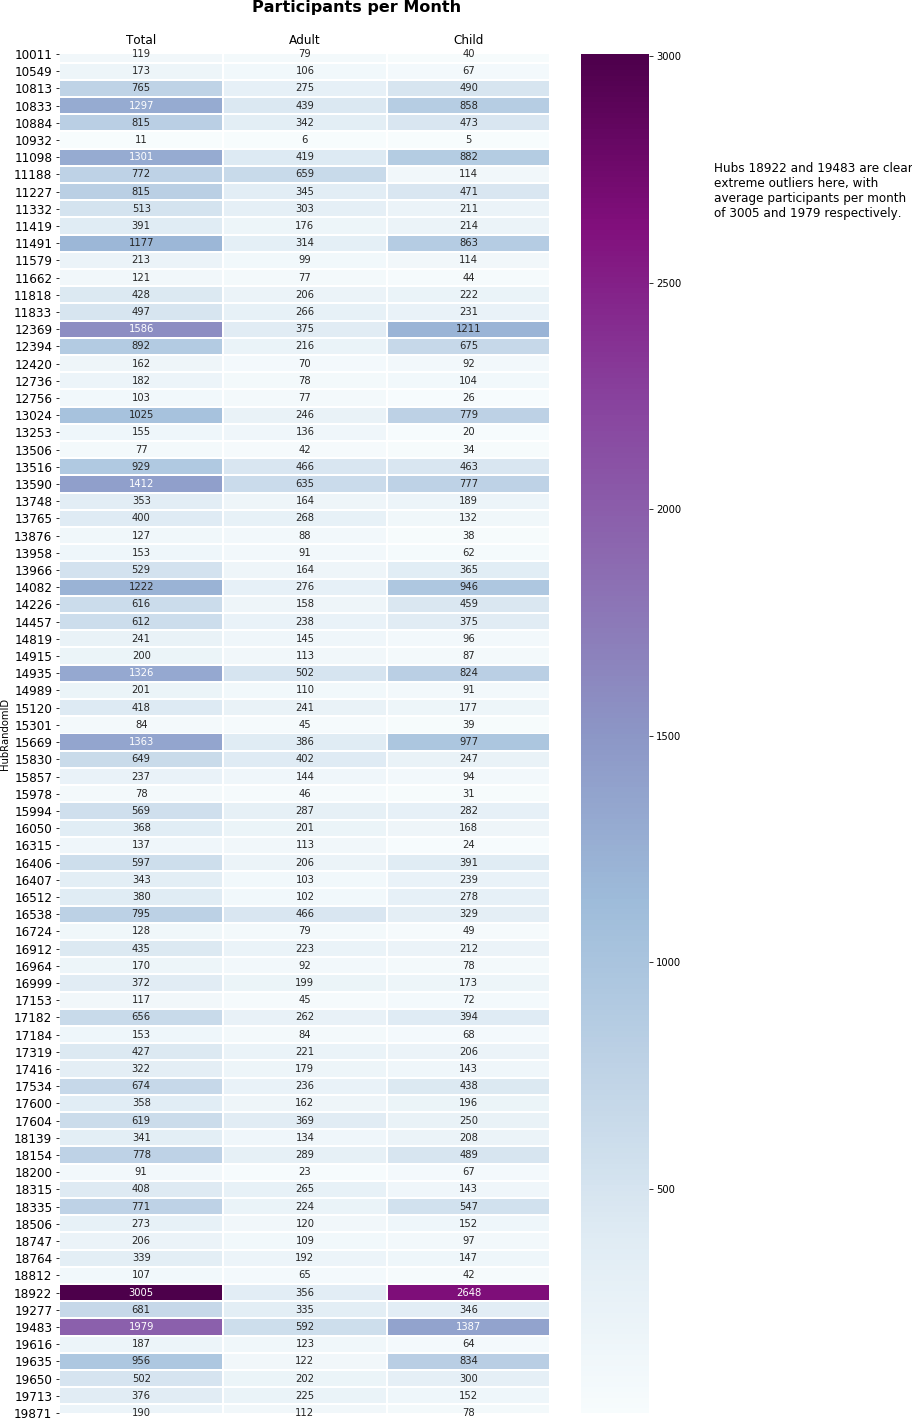 Participants per Month
Total Adult Child
10011 119 79 40
10549 173 106 67
10813 765 275 490
10833 1297 439 858
10884 815 342 473
10932 11 6 5
11098 1301 419 882
11188 772 659 114
11227 815 345 471
11332 513 303 211
11419 391 176 214
11491 1177 314 863
11579 213 99 114
11662 121 77 44
11818 428 206 222
11833 497 266 231
12369 1586 375 1211
12394 892 216 675
12420 162 70 92
12736 182 78 104
12756 103 77 26
13024 1025 246 779
13253 155 136 20
13506 77 42 34
13516 929 466 463
13590 1412 635 777
13748 353 164 189
13765 400 268 132
13876 127 88 38
13958 153 91 62
13966 529 164 365
14082 1222 276 946
14226 616 158 459
14457 612 238 375
14819 241 145 96
14915 200 113 87
14935 1326 502 824
14989 201 110 91
15120 418 241 177
15301 84 45 39
15669 1363 386 977
15830 649 402 247
15857 237 144 94
15978 78 46 31
15994 569 287 282
16050 368 201 168
16315 137 113 24
16406 597 206 391
16407 343 103 239
16512 380 102 278
16538 795 466 329
16724 128 79 49
16912 435 223 212
16964 170 92 78
16999 372 199 173
17153 117 45 72
17182 656 262 394
17184 153 84 68
17319 427 221 206
17416 322 179 143
17534 674 236 438
17600 358 162 196
17604 619 369 250
18139 341 134 208
18154 778 289 489
18200 91 23 67
18315 408 265 143
18335 771 224 547
18506 273 120 152
18747 206 109 97
18764 339 192 147
18812 107 65 42
18922 3005 356 2648
19277 681 335 346
19483 1979 592 1387
19616 187 123 64
19635 956 122 834
19650 502 202 300
19713 376 225 152
19871 190 112 78
HubRandomID
3000
2500
2000
1500
1000
500
Hubs 18922 and 19483 are clear
extreme outliers here, with
average participants per month
of 3005 and 1979 respectively.